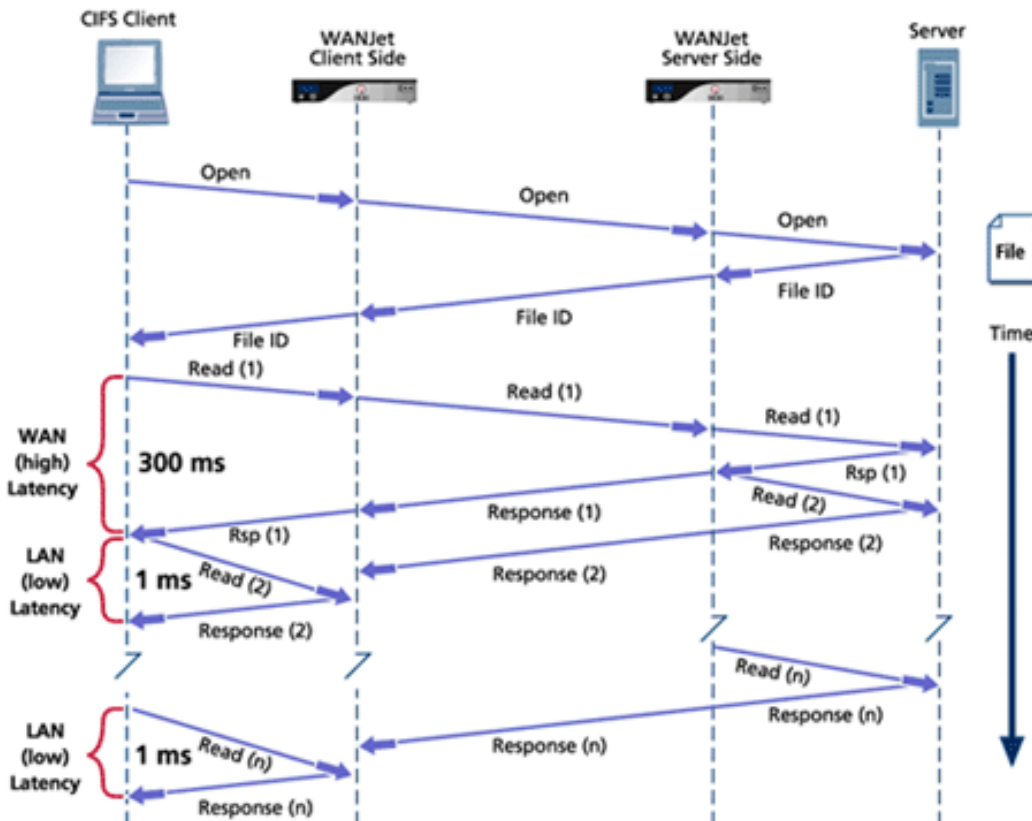 CIFS Client
WANJet
Client Side
WANJet
Server Side
Server
Open
Open
Open
File
File ID
File ID
File ID
Time
Read (1)
Read (1)
Read (1)
WAN
(high)
Latency
300 ms
Rsp (1)
Read (2)
Response (1)
Rsp (1)
Response (2)
LAN
(low)
Latency
1 ms
Read (2)
Response (2)
Response (2)
Read (n)
Response (n)
LAN
(low)
Latency
1 ms
Read (n)
Response (n)
Response (n)